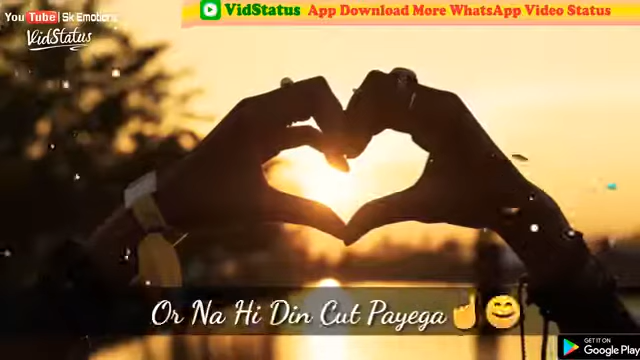 You Tube | Sk Emotions
VidStatus
VidStatus App Download More WhatsApp Video Status
Or Na Hi Din Cut Payega ☝😄
GET IT ON
Google Play